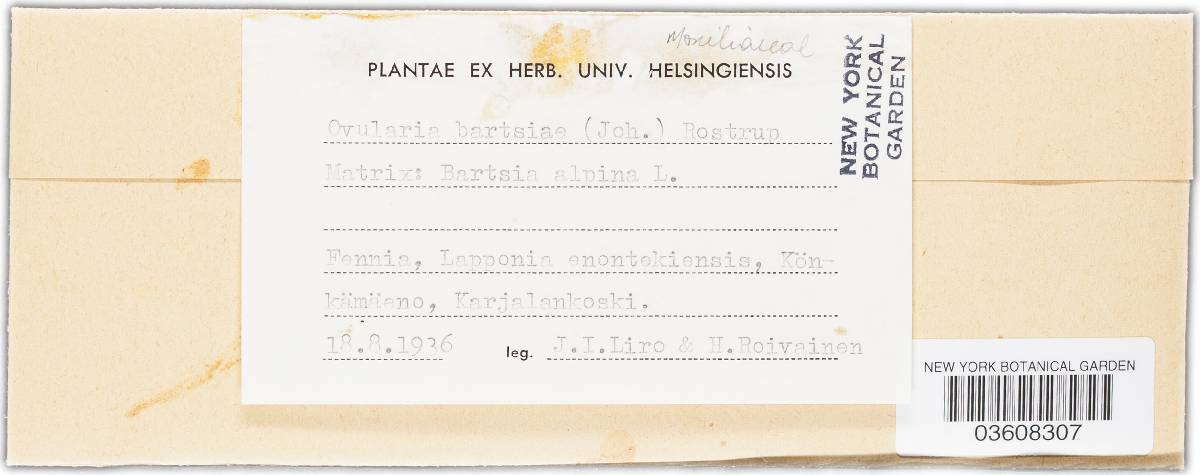 Moniliaceae
PLANTAE EX HERB. UNIV. HELSINGIENSIS
NEW YORK
BOTANICAL
GARDEN
Ovularia bartsiae (Joh.) Rostrup
Matrix: Bartsia alpina L.
Fennia, Lapponia enontekiensis, Kön-
kämäeno, Karjalankoski.
18.8.1936 leg. J.I.Liro & H.Roivainen
NEW YORK BOTANICAL GARDEN
03608307